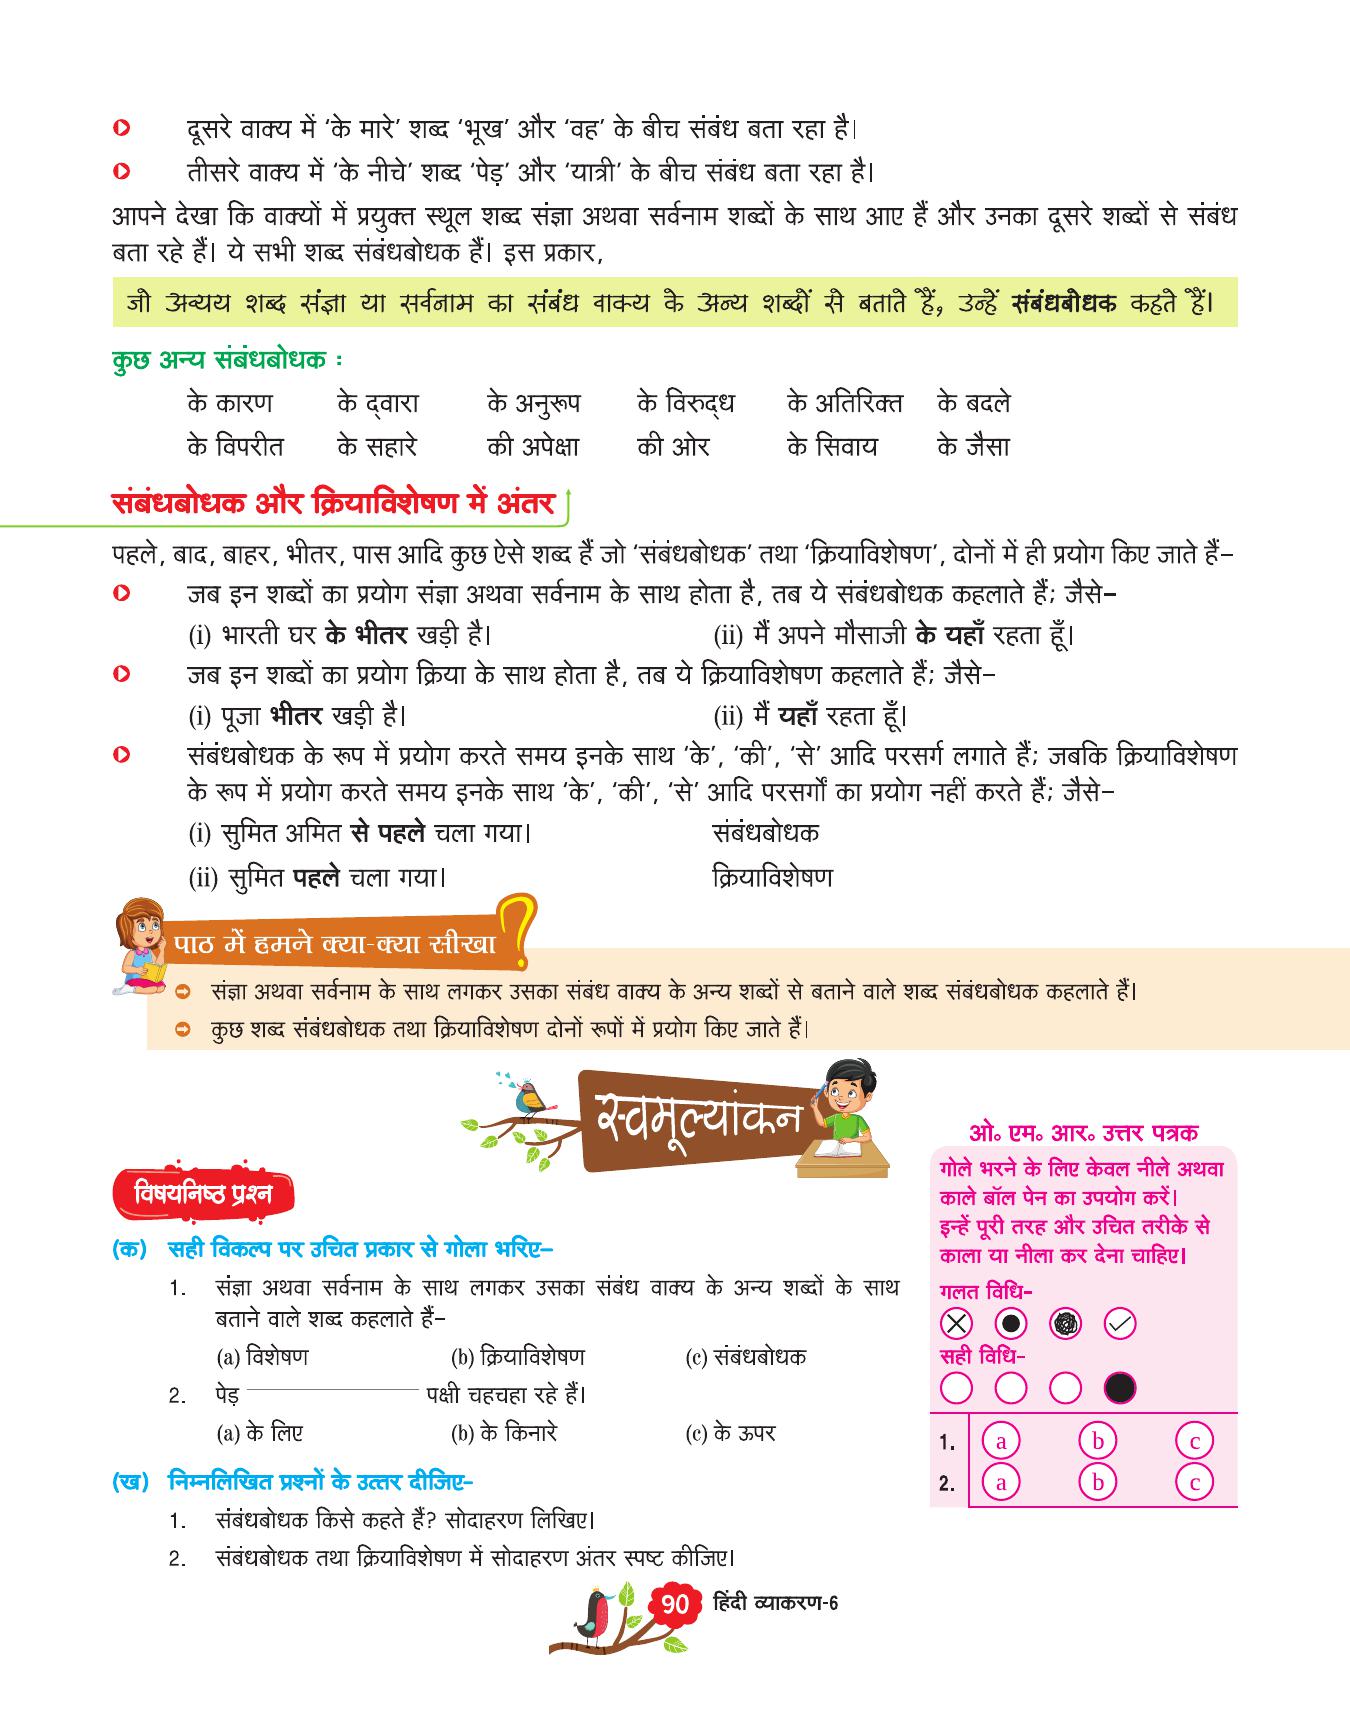 दूसरे वाक्य में ‘के मारे’ शब्द ‘भूख’ और ‘वह’ के बीच संबंध बता रहा है।
तीसरे वाक्य में ‘के नीचे’ शब्द ‘पेड़’ और ‘यात्री’ के बीच संबंध बता रहा है।
आपने देखा कि वाक्यों में प्रयुक्त स्थूल शब्द संज्ञा अथवा सर्वनाम शब्दों के साथ आए हैं और उनका दूसरे शब्दों से संबंध
बता रहे हैं। ये सभी शब्द संबंधबोधक हैं। इस प्रकार,
जो अव्यय शब्द संज्ञा या सर्वनाम का संबंध वाक्य के अन्य शब्दों से बताते हैं, उन्हें संबंधबोधक कहते हैं।
कुछ अन्य संबंधबोधक :
के कारण के द्वारा के अनुरूप के विरुद्ध के अतिरिक्त के बदले
के विपरीत के सहारे की अपेक्षा की ओर के सिवाय के जैसा
संबंधबोधक और क्रियाविशेषण में अंतर
पहले, बाद, बाहर, भीतर, पास आदि कुछ ऐसे शब्द हैं जो ‘संबंधबोधक’ तथा ‘क्रियाविशेषण’, दोनों में ही प्रयोग किए जाते हैं–
जब इन शब्दों का प्रयोग संज्ञा अथवा सर्वनाम के साथ होता है, तब ये संबंधबोधक कहलाते हैं; जैसे–
(i) भारती घर के भीतर खड़ी है। (ii) मैं अपने मौसाजी के यहाँ रहता हूँ।
जब इन शब्दों का प्रयोग क्रिया के साथ होता है, तब ये क्रियाविशेषण कहलाते हैं; जैसे–
(i) पूजा भीतर खड़ी है। (ii) मैं यहाँ रहता हूँ।
संबंधबोधक के रूप में प्रयोग करते समय इनके साथ ‘के’, ‘की’, ‘से’ आदि परसर्ग लगाते हैं; जबकि क्रियाविशेषण
के रूप में प्रयोग करते समय इनके साथ ‘के’, ‘की’, ‘से’ आदि परसर्गों का प्रयोग नहीं करते हैं; जैसे–
(i) सुमित अमित से पहले चला गया। संबंधबोधक
(ii) सुमित पहले चला गया। क्रियाविशेषण
पाठ में हमने क्या-क्या सीखा
संज्ञा अथवा सर्वनाम के साथ लगकर उसका संबंध वाक्य के अन्य शब्दों से बताने वाले शब्द संबंधबोधक कहलाते हैं।
कुछ शब्द संबंधबोधक तथा क्रियाविशेषण दोनों रूपों में प्रयोग किए जाते हैं।
स्वमूल्यांकन
विषयनिष्ठ प्रश्न
(क) सही विकल्प पर उचित प्रकार से गोला भरिए–
1. संज्ञा अथवा सर्वनाम के साथ लगकर उसका संबंध वाक्य के अन्य शब्दों के साथ
बताने वाले शब्द कहलाते हैं–
(a) विशेषण (b) क्रियाविशेषण (c) संबंधबोधक
2. पेड़ ____________ पक्षी चहचहा रहे हैं।
(a) के लिए (b) के किनारे (c) के ऊपर
(ख) निम्नलिखित प्रश्नों के उत्तर दीजिए–
1. संबंधबोधक किसे कहते हैं? सोदाहरण लिखिए।
2. संबंधबोधक तथा क्रियाविशेषण में सोदाहरण अंतर स्पष्ट कीजिए।
ओ॰ एम॰ आर॰ उत्तर पत्रक
गोले भरने के लिए केवल नीले अथवा
काले बॉल पेन का उपयोग करें।
इन्हें पूरी तरह और उचित तरीके से
काला या नीला कर देना चाहिए।
गलत विधि–
सही विधि–
1. a b c
2. a b c
90 हिंदी व्याकरण-6